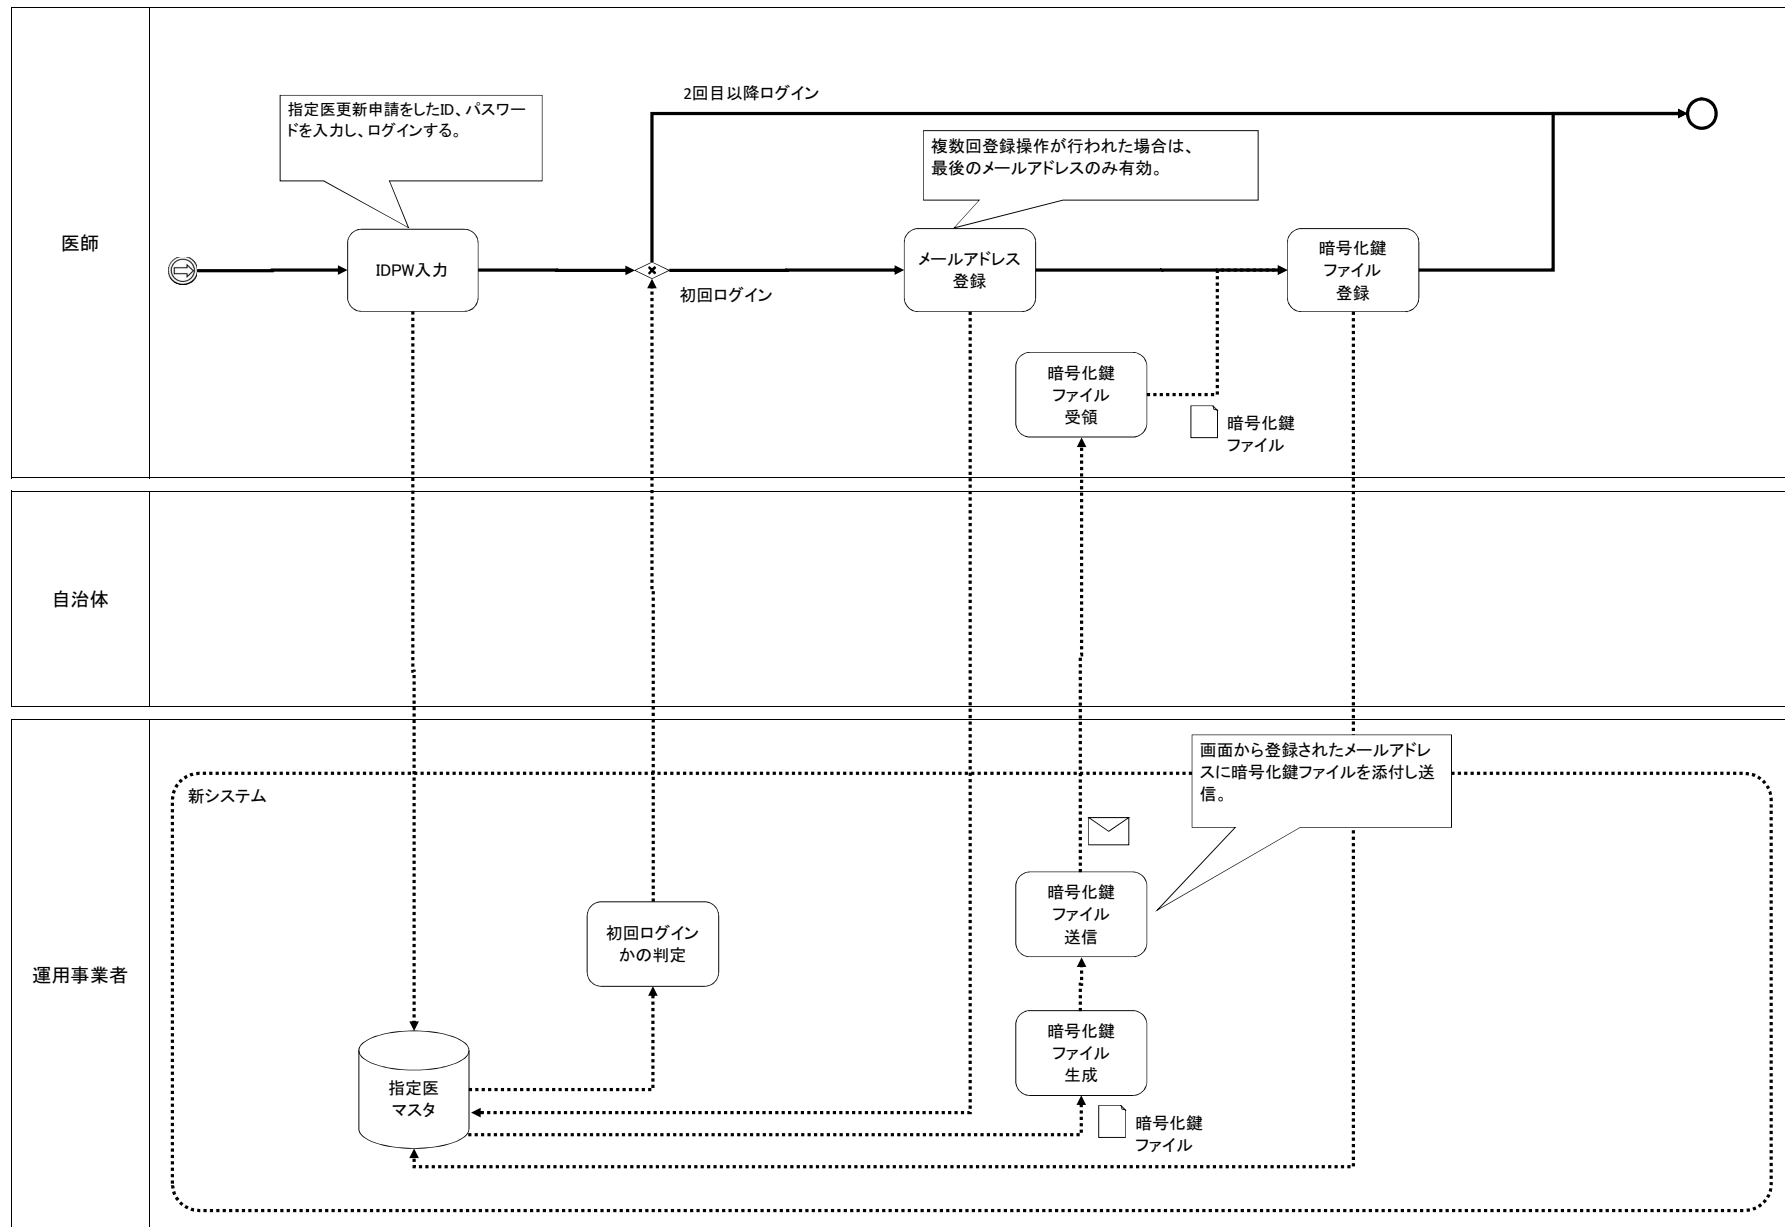 医師
2回目以降ログイン
指定医更新申請をしたID、パスワー
ドを入力し、ログインする。
複数回登録操作が行われた場合は、
最後のメールアドレスのみ有効。
IDPW入力
初回ログイン
メールアドレス
登録
暗号化鍵
ファイル
登録
暗号化鍵
ファイル
受領
暗号化鍵
ファイル
自治体
運用事業者
新システム
画面から登録されたメールアドレ
スに暗号化鍵ファイルを添付し送
信。
初回ログイン
かの判定
暗号化鍵
ファイル
送信
暗号化鍵
ファイル
生成
指定医
マスタ
暗号化鍵
ファイル